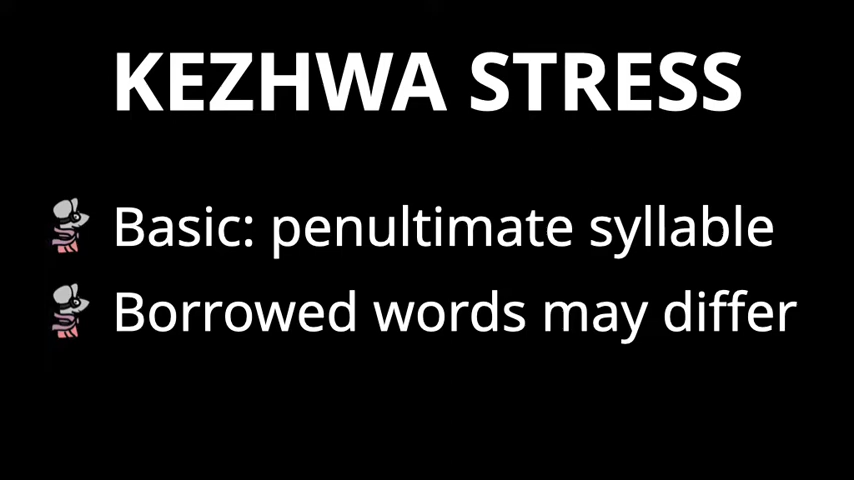 KEZHWA STRESS
Basic: penultimate syllable
Borrowed words may differ